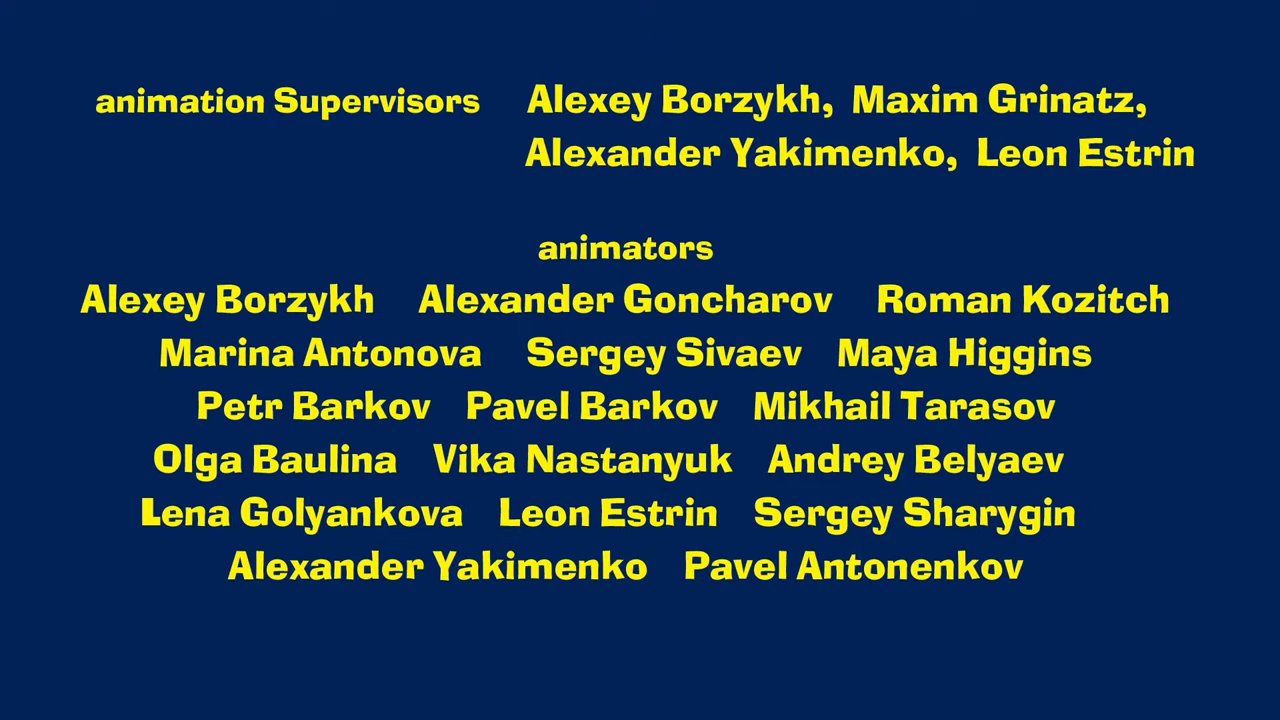 animation Supervisors Alexey Borzykh, Maxim Grinatz,
Alexander Yakimenko, Leon Estrin
animators
Alexey Borzykh Alexander Goncharov Roman Kozitch
Marina Antonova Sergey Sivaev Maya Higgins
Petr Barkov Pavel Barkov Mikhail Tarasov
Olga Baulina Vika Nastanyuk Andrey Belyaev
Lena Golyankova Leon Estrin Sergey Sharygin
Alexander Yakimenko Pavel Antonenkov